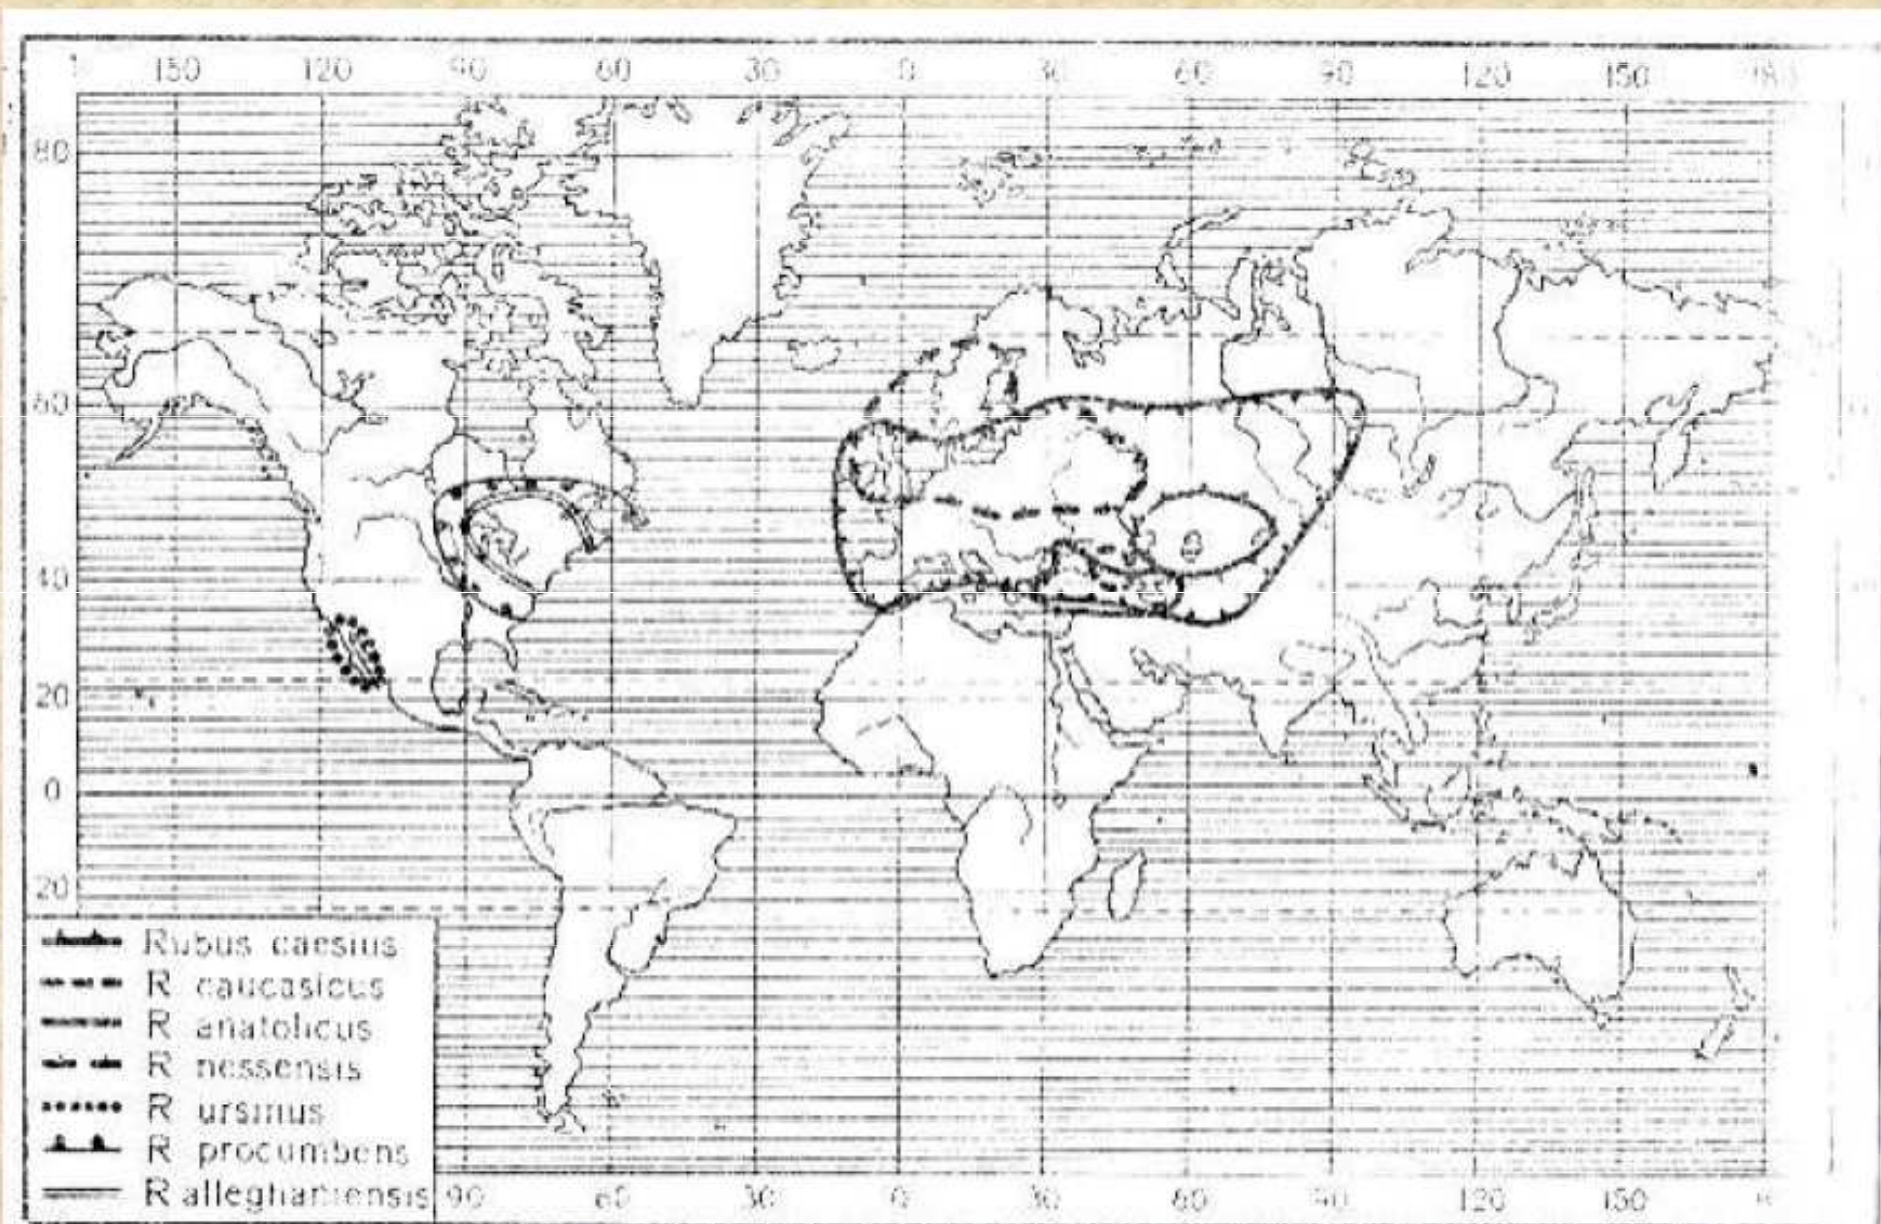 150 120 90 60 30 0 30 60 90 120 150 180
80
60
40
20
0
20
Rubus caesius
R caucasicus
R anatolicus
R nessensis
R ursinus
R procumbens
R alleghaniensis
90 60 30 0 30 60 90 120 150